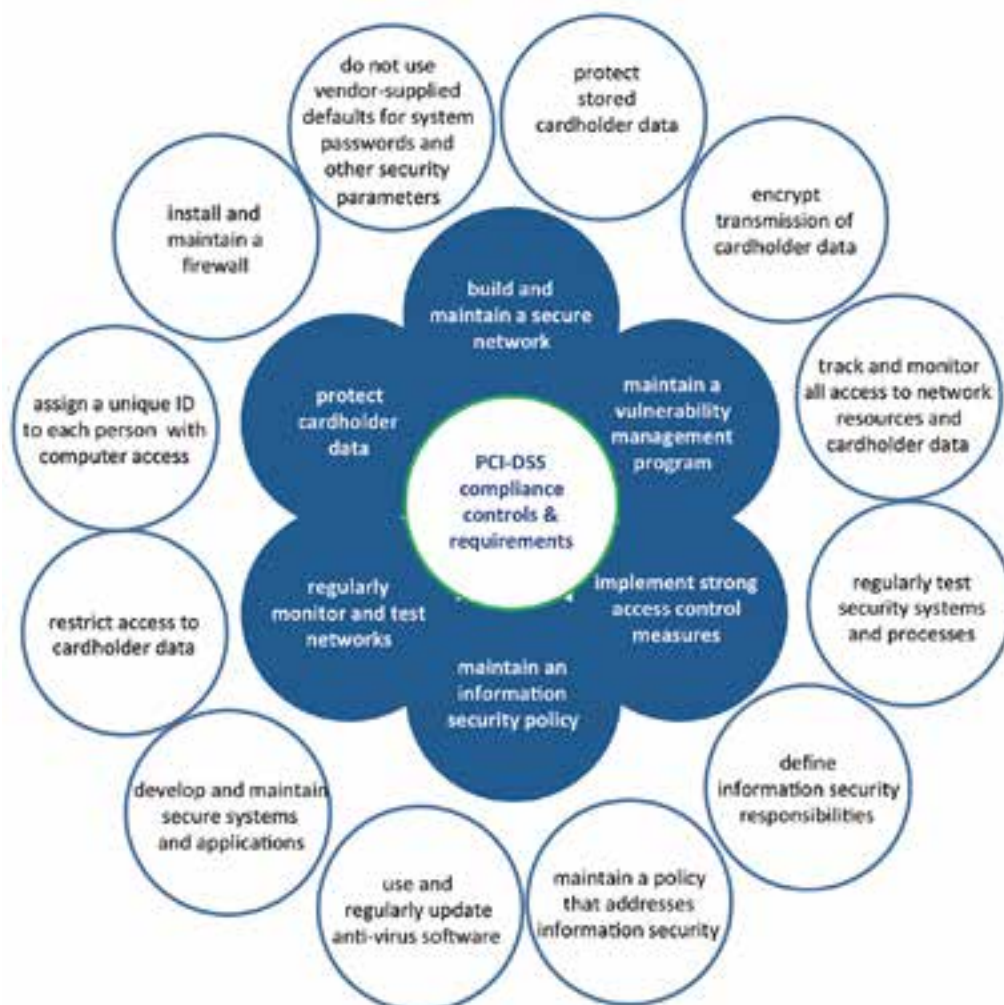 do not use
vendor-supplied
defaults for system
passwords and
other security
parameters
protect
stored
cardholder data
encrypt
transmission of
cardholder data
track and monitor
all access to network
resources and
cardholder data
regularly test
security systems
and processes
define
information security
responsibilities
maintain a policy
that addresses
information security
use and
regularly update
anti-virus software
develop and maintain
secure systems
and applications
restrict access to
cardholder data
assign a unique ID
to each person with
computer access
install and
maintain a
firewall
build and
maintain a secure
network
maintain a
vulnerability
management
program
implement strong
access control
measures
maintain an
information
security policy
regularly
monitor and test
networks
protect
cardholder
data
PCI-DSS
compliance
controls &
requirements